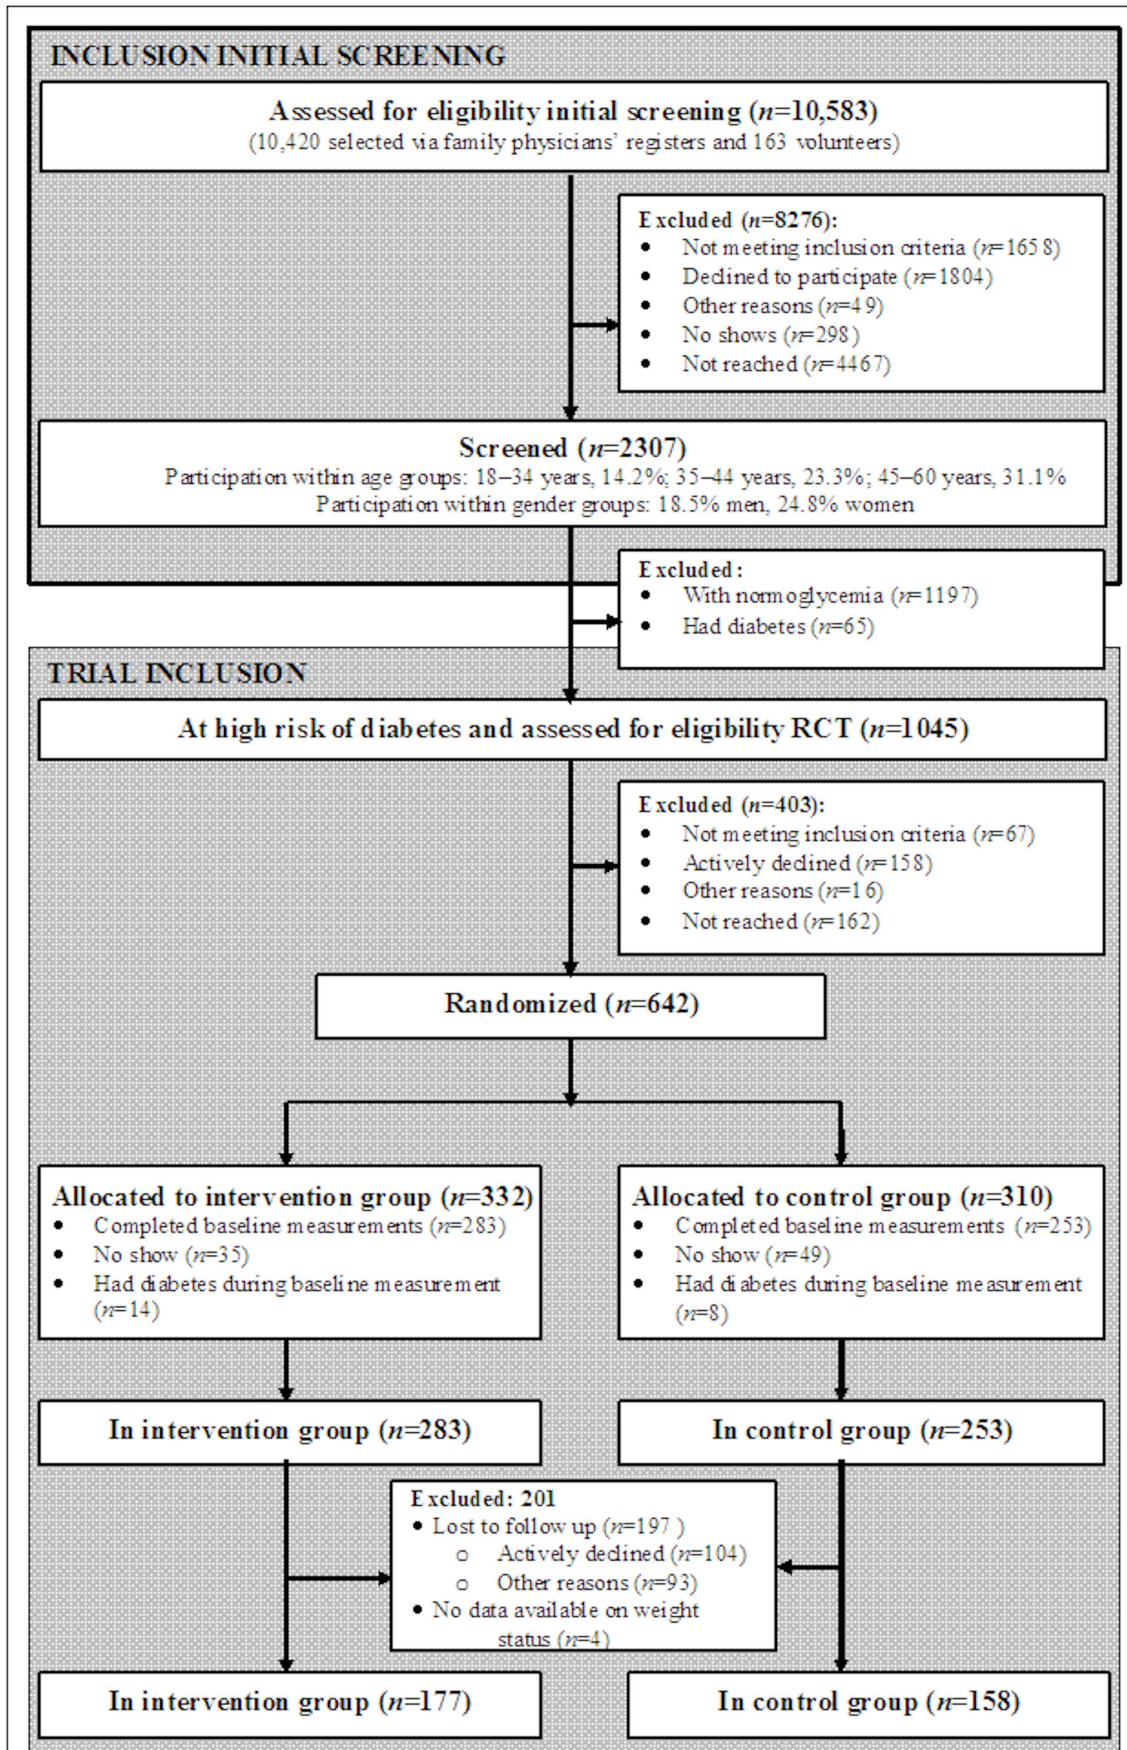 INCLUSION INITIAL SCREENING
Assessed for eligibility initial screening (n=10,583)
(10,420 selected via family physicians’ registers and 163 volunteers)
Excluded (n=8276):
• Not meeting inclusion criteria (n=1658)
• Declined to participate (n=1804)
• Other reasons (n=49)
• No shows (n=298)
• Not reached (n=4467)
Screened (n=2307)
Participation within age groups: 18–34 years, 14.2%; 35–44 years, 23.3%; 45–60 years, 31.1%
Participation within gender groups: 18.5% men, 24.8% women
Excluded:
• With normoglycemia (n=1197)
• Had diabetes (n=65)
TRIAL INCLUSION
At high risk of diabetes and assessed for eligibility RCT (n=1045)
Excluded (n=403):
• Not meeting inclusion criteria (n=67)
• Actively declined (n=158)
• Other reasons (n=16)
• Not reached (n=162)
Randomized (n=642)
Allocated to intervention group (n=332)
• Completed baseline measurements (n=283)
• No show (n=35)
• Had diabetes during baseline measurement
(n=14)
Allocated to control group (n=310)
• Completed baseline measurements (n=253)
• No show (n=49)
• Had diabetes during baseline measurement
(n=8)
In intervention group (n=283)
In control group (n=253)
Excluded: 201
• Lost to follow up (n=197 )
o Actively declined (n=104)
o Other reasons (n=93)
• No data available on weight
status (n=4)
In intervention group (n=177)
In control group (n=158)